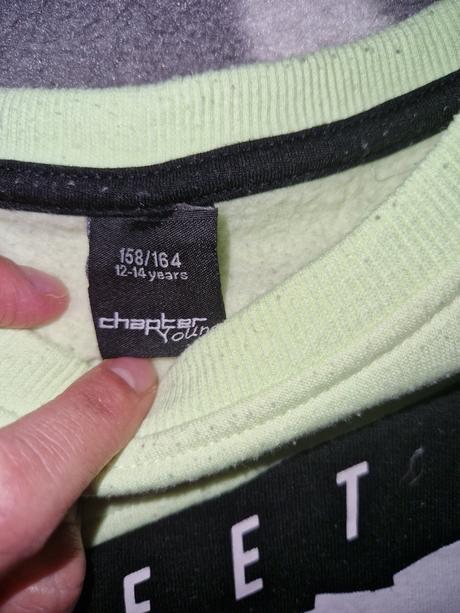 158/164
12-14 years
chapter
Young
E E T